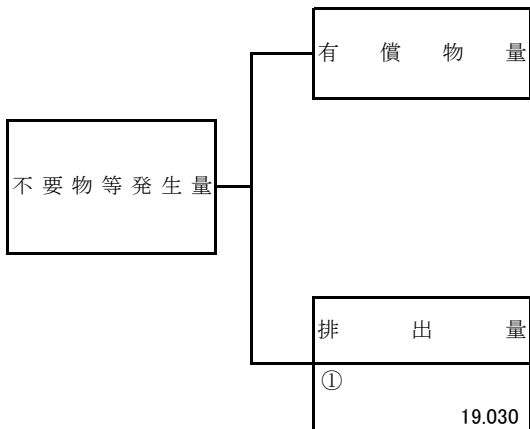 有償物量
不要物等発生量
排出量
①
19.030